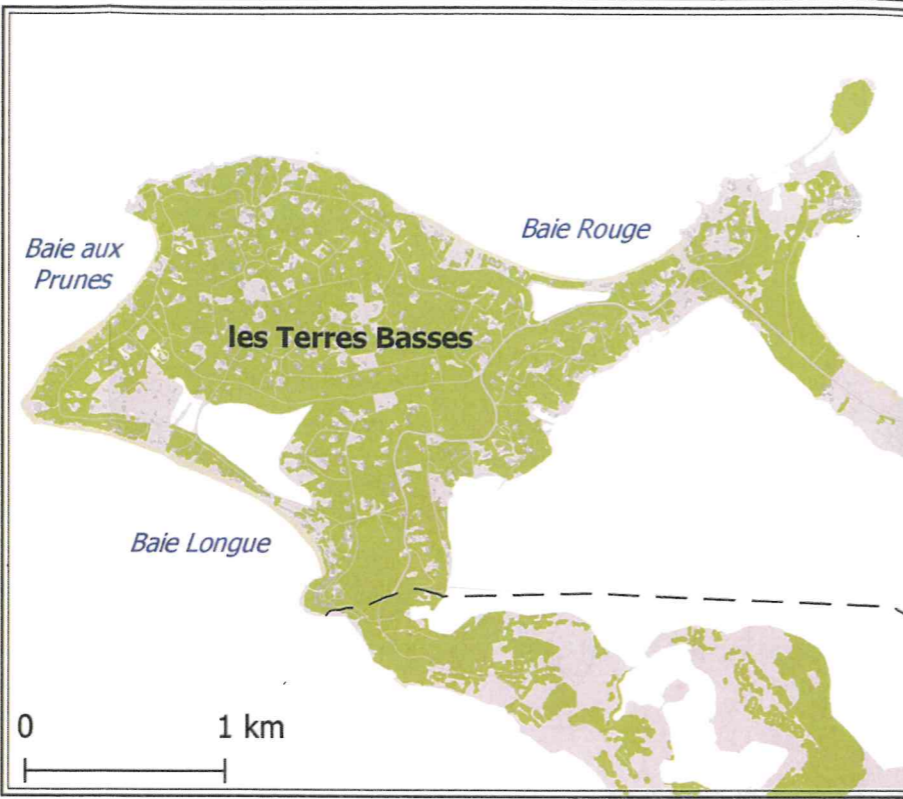 Baie Rouge
Baie aux
Prunes
les Terres Basses
Baie Longue
0 1 km